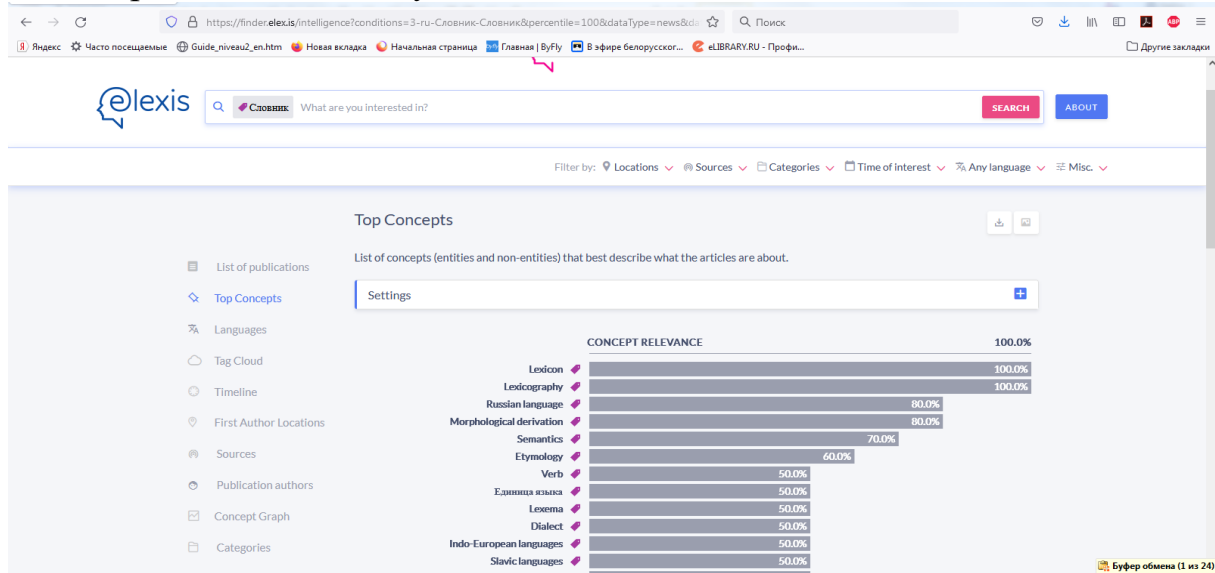 https://finder.elex.is/intelligence?conditions=3-ru-Словник-Словник&percentile=100&dataType=news&da
Поиск
Яндекс Часто посещаемые Guide_niveau2_en.htm Новая вкладка Начальная страница Главная | ByFly В эфире белорусског... eLIBRARY.RU - Профи... Другие закладки
elexis Словник What are you interested in? SEARCH ABOUT
Filter by: Locations Sources Categories Time of interest Any language Misc.
Top Concepts
List of concepts (entities and non-entities) that best describe what the articles are about.
Settings
List of publications
Top Concepts
Languages
Tag Cloud
Timeline
First Author Locations
Sources
Publication authors
Concept Graph
Categories
CONCEPT RELEVANCE 100.0%
Lexicon 100.0%
Lexicography 100.0%
Russian language 80.0%
Morphological derivation 80.0%
Semantics 70.0%
Etymology 60.0%
Verb 50.0%
Единица языка 50.0%
Lexema 50.0%
Dialect 50.0%
Indo-European languages 50.0%
Slavic languages 50.0%
Буфер обмена (1 из 24)